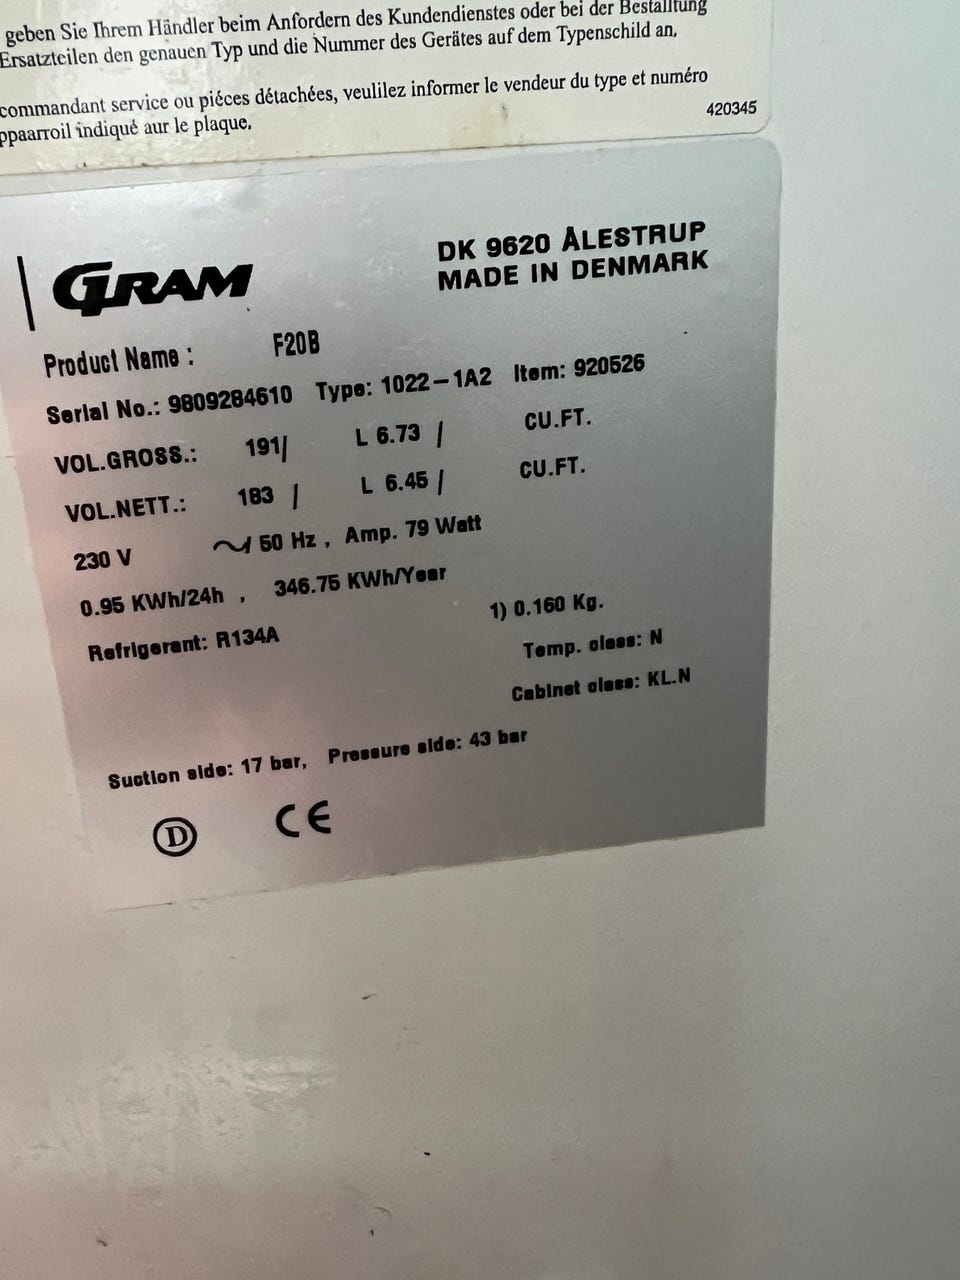 geben Sie Ihrem Händler beim Anfordern des Kundendienstes oder bei der Bestalltung
Ersatzteilen den genauen Typ und die Nummer des Gerätes auf dem Typenschild an.
commandant service ou piéces détachées, veulilez informer le vendeur du type et numéro
ppaarroil indiqué aur le plaque.
420345
GRAM
DK 9620 ÅLESTRUP
MADE IN DENMARK
Product Name : F20B
Serial No.: 9809284610 Type: 1022-1A2 Item: 920526
VOL.GROSS.: 191/ L 6.73 / CU.FT.
VOL.NETT.: 183 / L 6.45 / CU.FT.
230 V ~/ 50 Hz , Amp. 79 Watt
0.95 KWh/24h , 346.75 KWh/Year
Refrigerant: R134A 1) 0.160 Kg.
Temp. class: N
Cabinet class: KL.N
Suction side: 17 bar, Pressure side: 43 bar
D CE